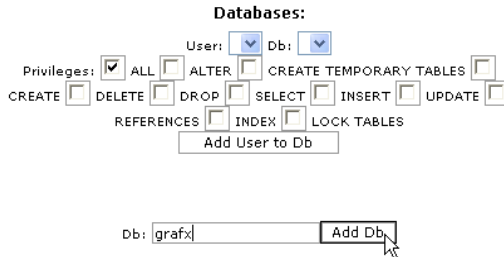 Databases:
User: Db:
Privileges: ALL ALTER CREATE TEMPORARY TABLES
CREATE DELETE DROP SELECT INSERT UPDATE
REFERENCES INDEX LOCK TABLES
Add User to Db
Db: grafx Add Db